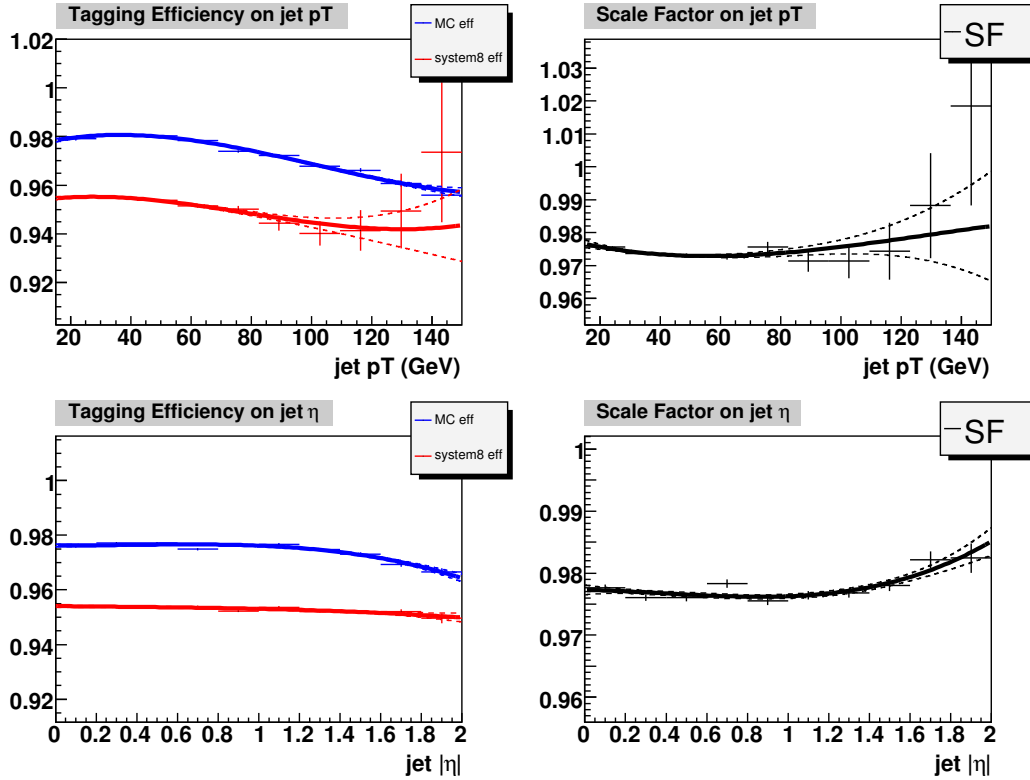 Tagging Efficiency on jet pT
MC eff
system8 eff
1.02
1
0.98
0.96
0.94
0.92
20 40 60 80 100 120 140
jet pT (GeV)
Scale Factor on jet pT
SF
1.03
1.02
1.01
1
0.99
0.98
0.97
0.96
20 40 60 80 100 120 140
jet pT (GeV)
Tagging Efficiency on jet η
MC eff
system8 eff
1
0.98
0.96
0.94
0.92
0 0.2 0.4 0.6 0.8 1 1.2 1.4 1.6 1.8 2
jet |η|
Scale Factor on jet η
SF
1
0.99
0.98
0.97
0.96
0 0.2 0.4 0.6 0.8 1 1.2 1.4 1.6 1.8 2
jet |η|